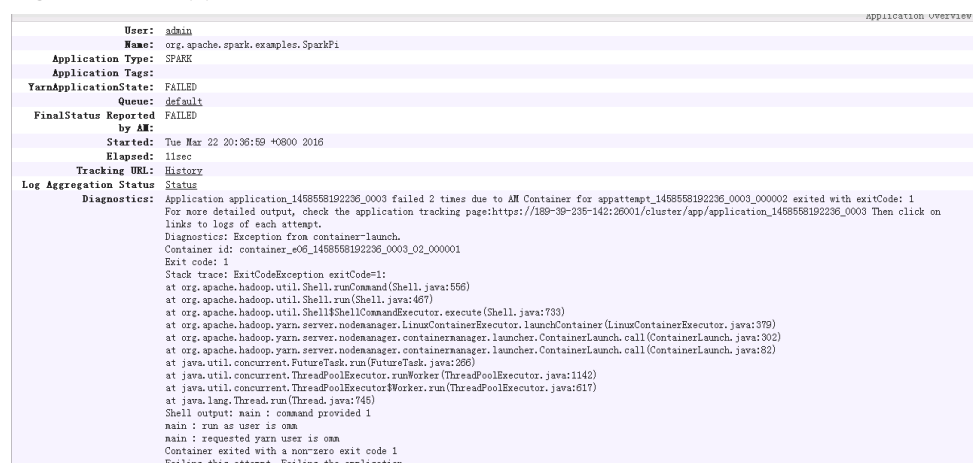 Application Overview
User: admin
Name: org.apache.spark.examples.SparkPi
Application Type: SPARK
Application Tags:
YarnApplicationState: FAILED
Queue: default
FinalStatus Reported by AM: FAILED
Started: Tue Mar 22 20:36:59 +0800 2016
Elapsed: 11sec
Tracking URL: History
Log Aggregation Status Status
Diagnostics: Application application_1458558192236_0003 failed 2 times due to AM Container for appattempt_1458558192236_0003_000002 exited with exitCode: 1
For more detailed output, check the application tracking page:https://189-39-235-142:26001/cluster/app/application_1458558192236_0003 Then click on
links to logs of each attempt.
Diagnostics: Exception from container-launch.
Container id: container_e06_1458558192236_0003_02_000001
Exit code: 1
Stack trace: ExitCodeException exitCode=1:
at org.apache.hadoop.util.Shell.runCommand(Shell.java:556)
at org.apache.hadoop.util.Shell.run(Shell.java:467)
at org.apache.hadoop.util.Shell$ShellCommandExecutor.execute(Shell.java:733)
at org.apache.hadoop.yarn.server.nodemanager.LinuxContainerExecutor.launchContainer(LinuxContainerExecutor.java:379)
at org.apache.hadoop.yarn.server.nodemanager.containermanager.launcher.ContainerLaunch.call(ContainerLaunch.java:302)
at org.apache.hadoop.yarn.server.nodemanager.containermanager.launcher.ContainerLaunch.call(ContainerLaunch.java:82)
at java.util.concurrent.FutureTask.run(FutureTask.java:266)
at java.util.concurrent.ThreadPoolExecutor.runWorker(ThreadPoolExecutor.java:1142)
at java.util.concurrent.ThreadPoolExecutor$Worker.run(ThreadPoolExecutor.java:617)
at java.lang.Thread.run(Thread.java:745)
Shell output: main : command provided 1
main : run as user is omm
main : requested yarn user is omm
Container exited with a non-zero exit code 1
Failing this attempt. Failing the application.